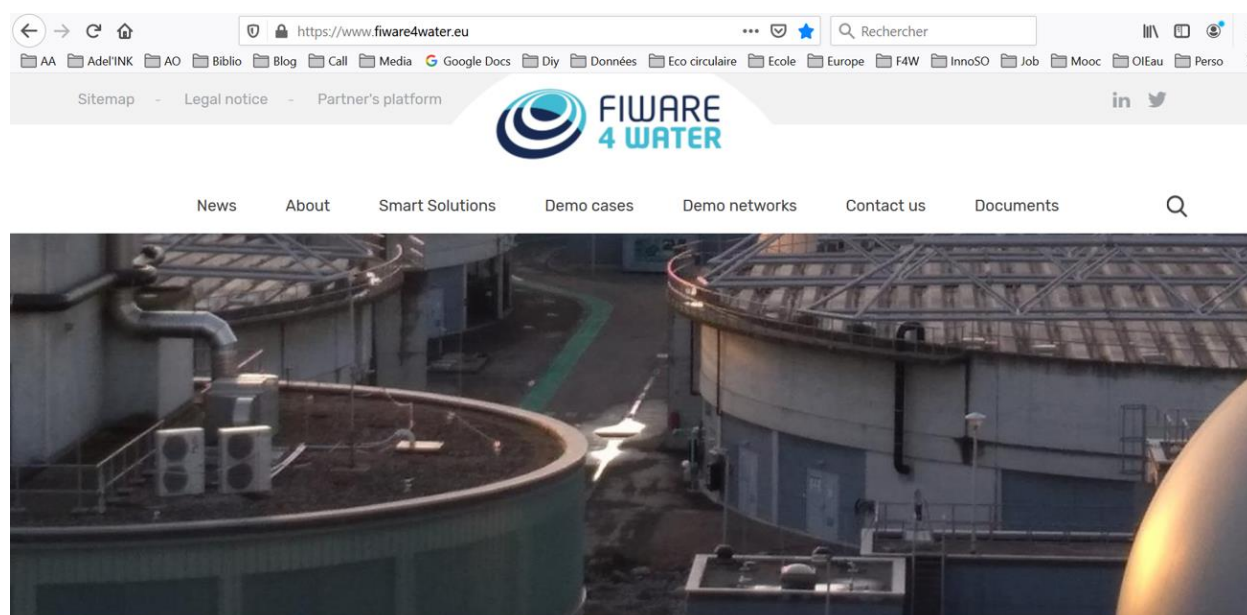 https://www.fiware4water.eu
Rechercher
AA Adel'INK AO Biblio Blog Call Media Google Docs Diy Données Eco circulaire Ecole Europe F4W InnoSO Job Mooc OIEau Perso
Sitemap - Legal notice - Partner's platform
in
FIWARE
4 WATER
News About Smart Solutions Demo cases Demo networks Contact us Documents